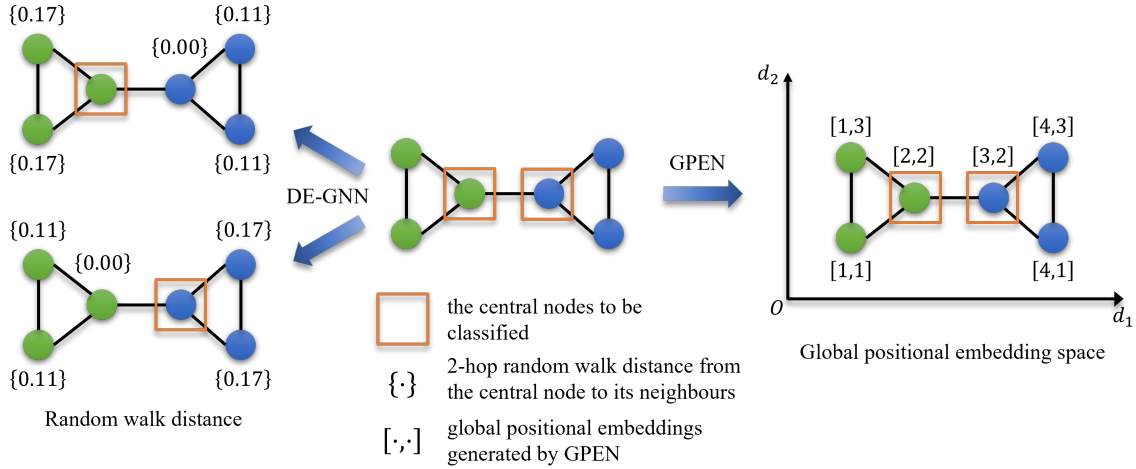 {0.17}
{0.11}
{0.00}
{0.17}
{0.11}
{0.11}
{0.17}
{0.00}
{0.11}
{0.17}
Random walk distance
DE-GNN
GPEN
the central nodes to be
classified
{·}
2-hop random walk distance from
the central node to its neighbours
[·,·]
global positional embeddings
generated by GPEN
d₂
[1,3]
[4,3]
[2,2]
[3,2]
[1,1]
[4,1]
O
d₁
Global positional embedding space